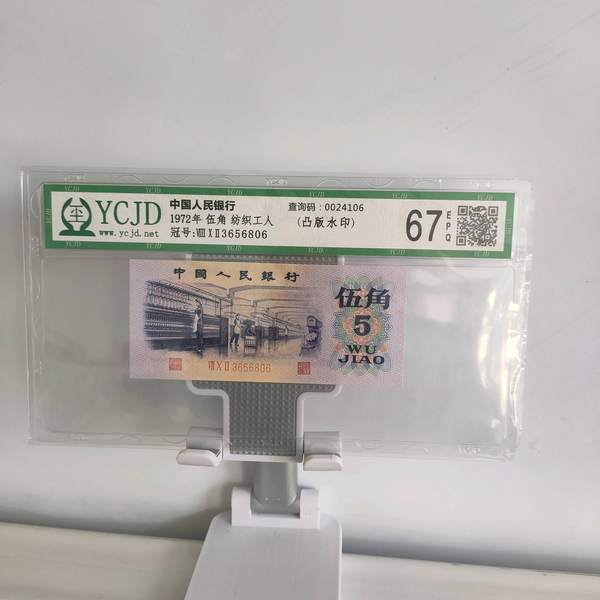 YCJD
www.ycjd.net
中国人民银行
1972年 伍角 纺织工人
冠号:ⅧⅩⅡ3656806
查询码:0024106
(凸版水印)
67
EPQ
中國人民銀行
伍角
5
WU
JIAO
ⅧⅩⅡ3656806